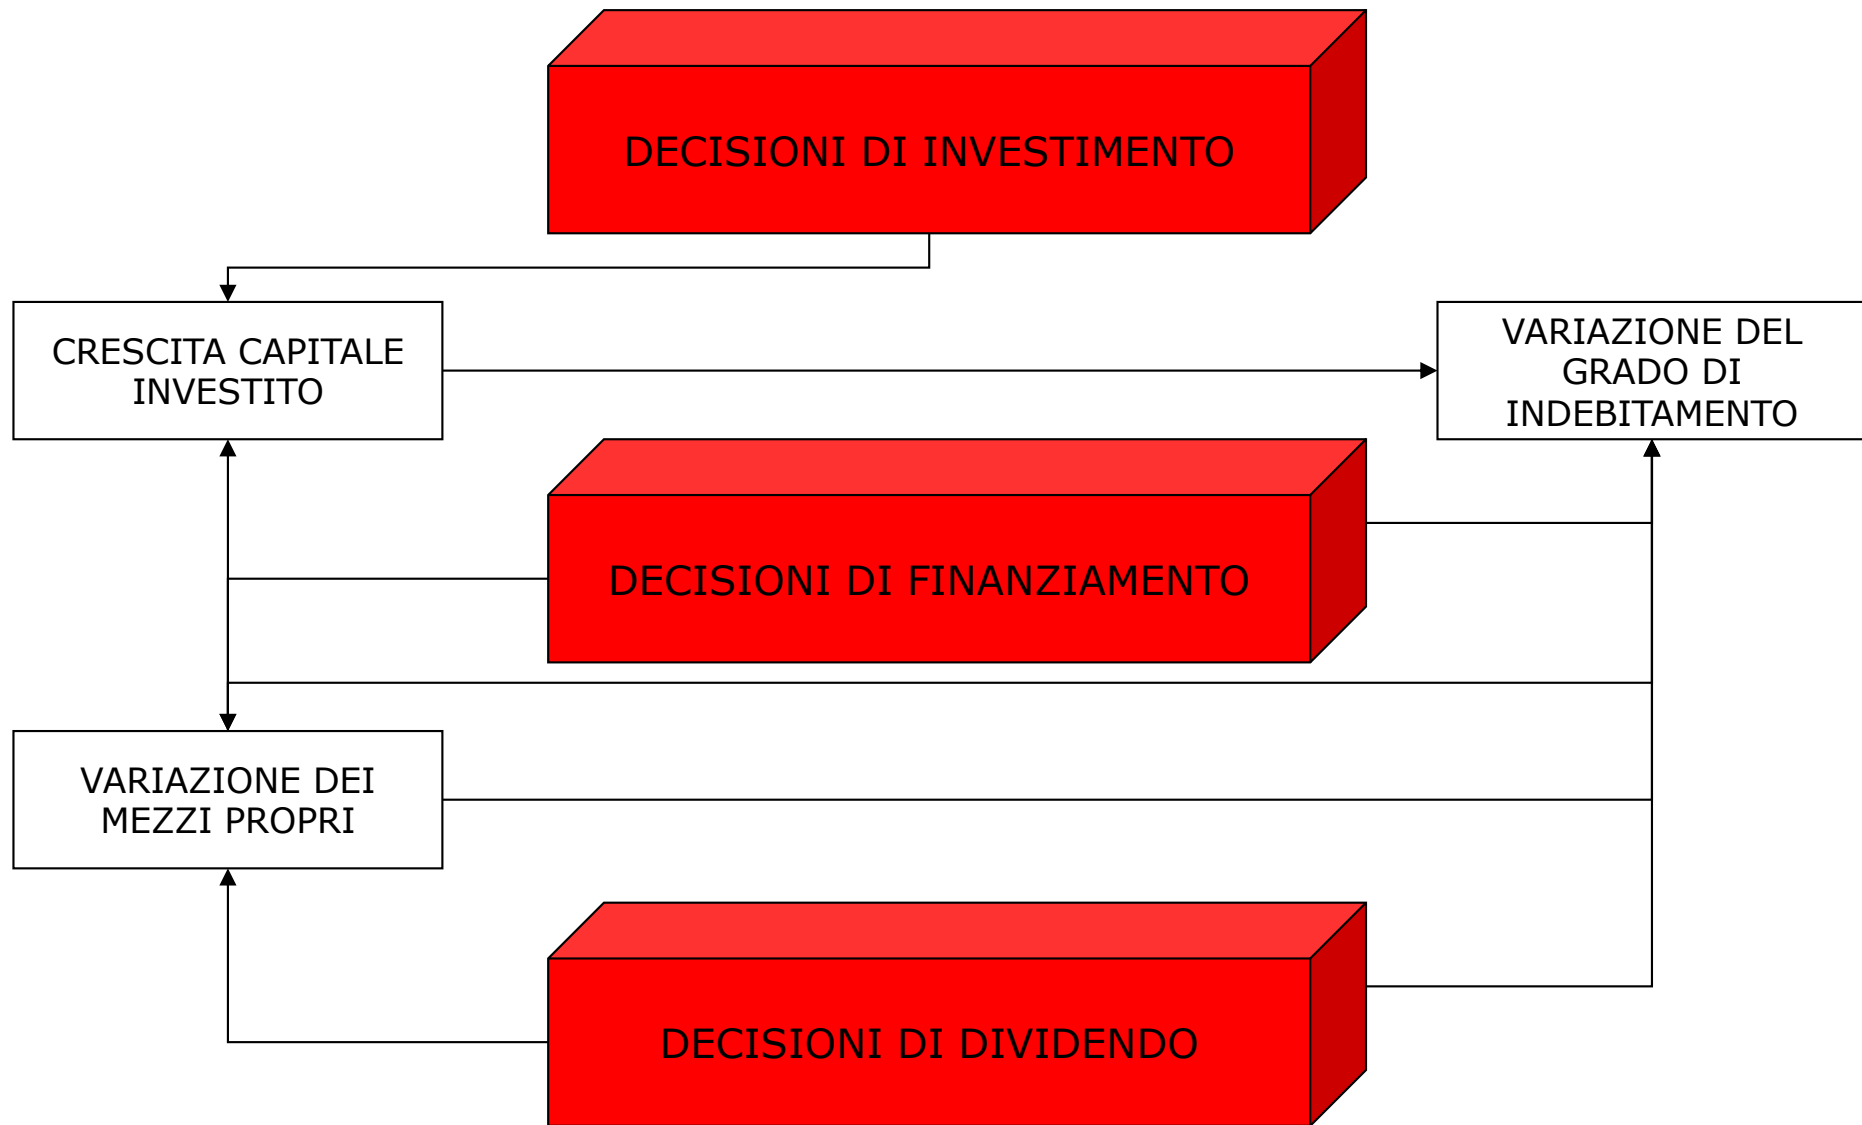 DECISIONI DI INVESTIMENTO
CRESCITA CAPITALE
INVESTITO
VARIAZIONE DEL
GRADO DI
INDEBITAMENTO
DECISIONI DI FINANZIAMENTO
VARIAZIONE DEI
MEZZI PROPRI
DECISIONI DI DIVIDENDO